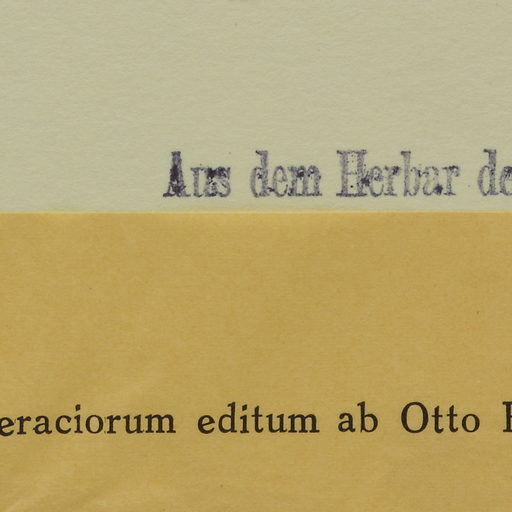 Aus dem Herbar de
eraciorum editum ab Otto